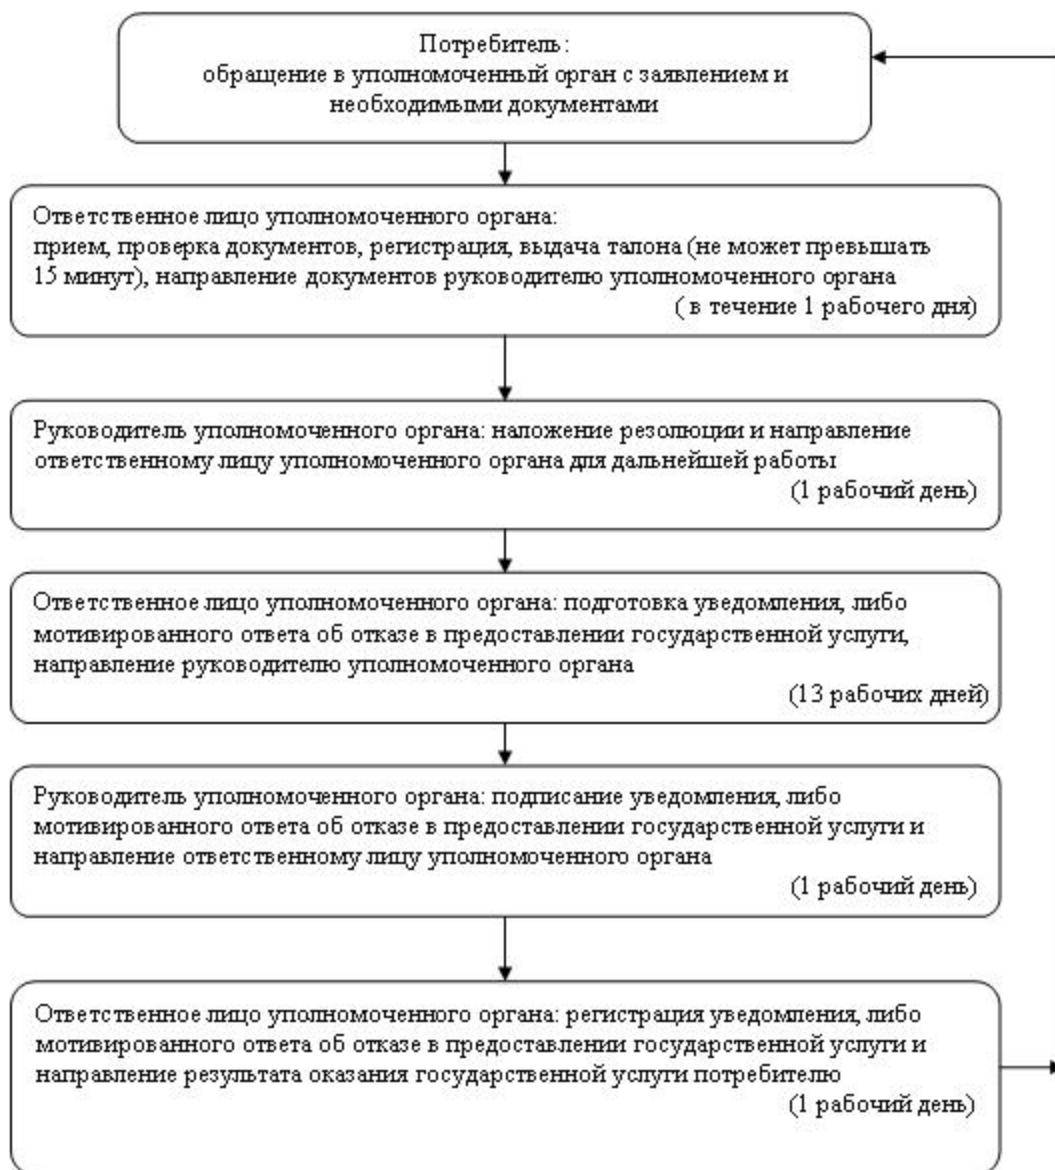 Потребитель:
обращение в уполномоченный орган с заявлением и
необходимыми документами
Ответственное лицо уполномоченного органа:
прием, проверка документов, регистрация, выдача талона (не может превышать
15 минут), направление документов руководителю уполномоченного органа
( в течение 1 рабочего дня)
Руководитель уполномоченного органа: наложение резолюции и направление
ответственному лицу уполномоченного органа для дальнейшей работы
(1 рабочий день)
Ответственное лицо уполномоченного органа: подготовка уведомления, либо
мотивированного ответа об отказе в предоставлении государственной услуги,
направление руководителю уполномоченного органа
(13 рабочих дней)
Руководитель уполномоченного органа: подписание уведомления, либо
мотивированного ответа об отказе в предоставлении государственной услуги и
направление ответственному лицу уполномоченного органа
(1 рабочий день)
Ответственное лицо уполномоченного органа: регистрация уведомления, либо
мотивированного ответа об отказе в предоставлении государственной услуги и
направление результата оказания государственной услуги потребителю
(1 рабочий день)